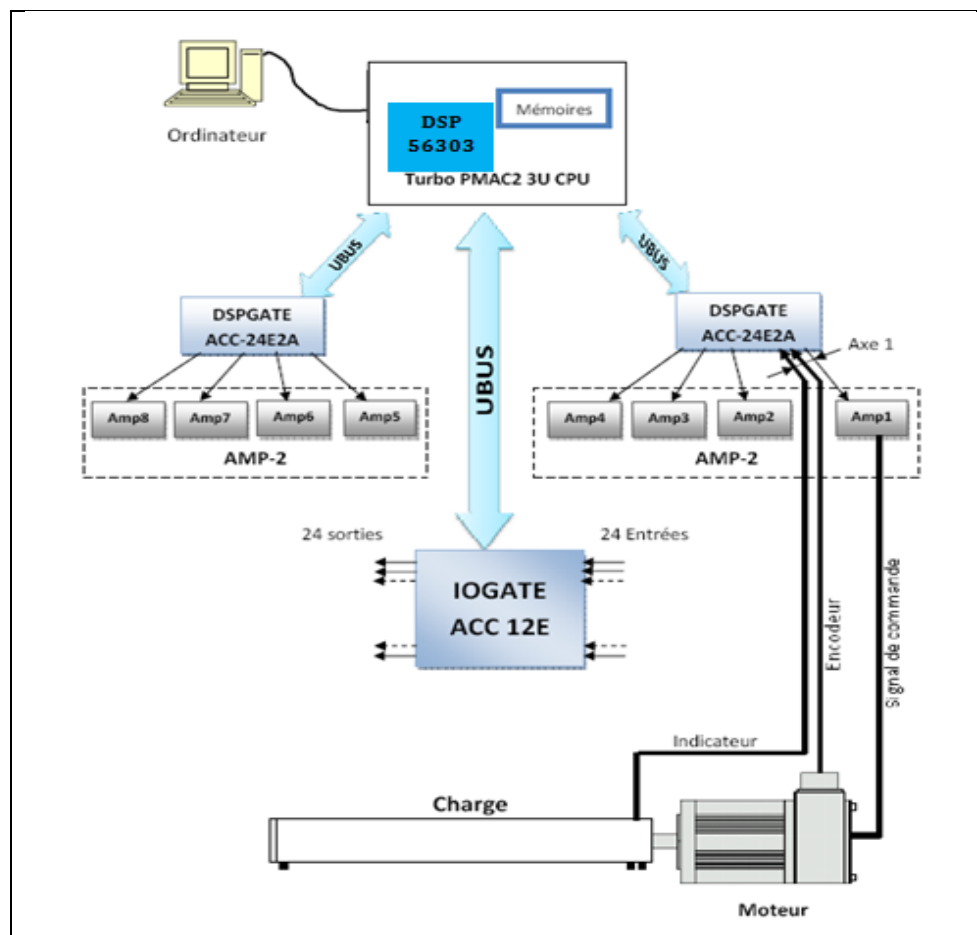 Ordinateur
DSP
56303
Mémoires
Turbo PMAC2 3U CPU
UBUS
UBUS
UBUS
DSPGATE
ACC-24E2A
DSPGATE
ACC-24E2A
Axe 1
Amp8
Amp7
Amp6
Amp5
AMP-2
Amp4
Amp3
Amp2
Amp1
AMP-2
24 sorties
24 Entrées
IOGATE
ACC 12E
Encodeur
Signal de commande
Indicateur
Charge
Moteur